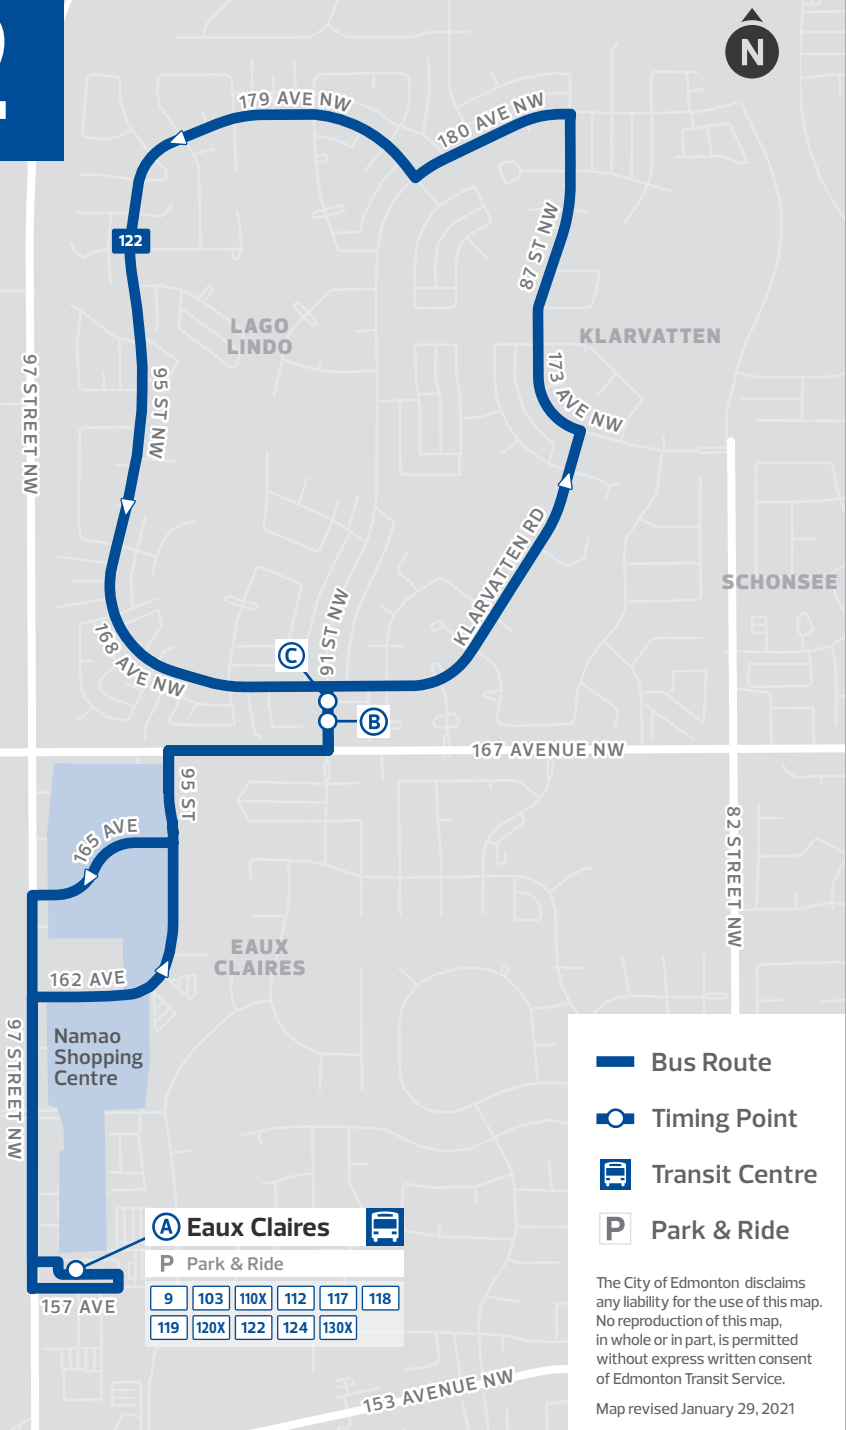 N
179 AVE NW
180 AVE NW
122
87 ST NW
LAGO
LINDO
KLARVATTEN
97 STREET NW
95 ST NW
173 AVE NW
KLARVATTEN RD
SCHONSEE
91 ST NW
168 AVE NW
C
B
167 AVENUE NW
95 ST
165 AVE
82 STREET NW
EAUX
CLAIRES
162 AVE
97 STREET NW
Namao
Shopping
Centre
Bus Route
Timing Point
Transit Centre
P Park & Ride
A Eaux Claires
P Park & Ride
9 103 110X 112 117 118
119 120X 122 124 130X
157 AVE
153 AVENUE NW
The City of Edmonton disclaims
any liability for the use of this map.
No reproduction of this map,
in whole or in part, is permitted
without express written consent
of Edmonton Transit Service.
Map revised January 29, 2021